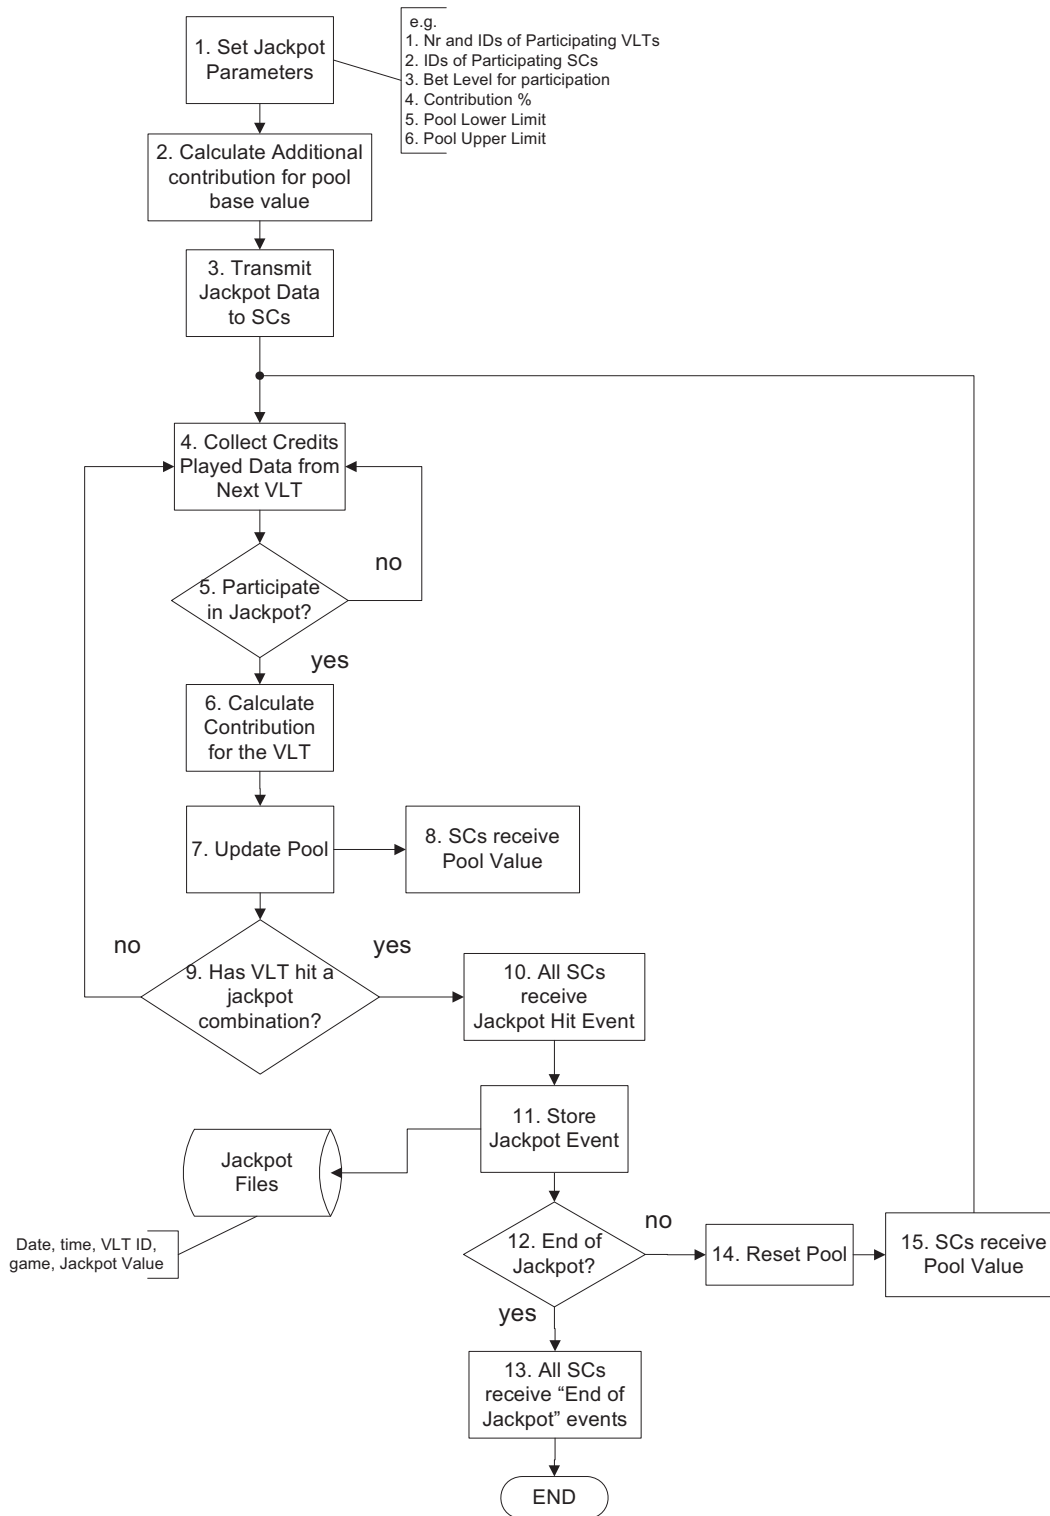 1. Set Jackpot
Parameters
e.g.
1. Nr and IDs of Participating VLTs
2. IDs of Participating SCs
3. Bet Level for participation
4. Contribution %
5. Pool Lower Limit
6. Pool Upper Limit
2. Calculate Additional
contribution for pool
base value
3. Transmit
Jackpot Data
to SCs
4. Collect Credits
Played Data from
Next VLT
no
5. Participate
in Jackpot?
yes
6. Calculate
Contribution
for the VLT
7. Update Pool
8. SCs receive
Pool Value
no
yes
9. Has VLT hit a
jackpot
combination?
10. All SCs
receive
Jackpot Hit Event
11. Store
Jackpot Event
Jackpot
Files
Date, time, VLT ID,
game, Jackpot Value
12. End of
Jackpot?
no
yes
14. Reset Pool
15. SCs receive
Pool Value
13. All SCs
receive “End of
Jackpot” events
END